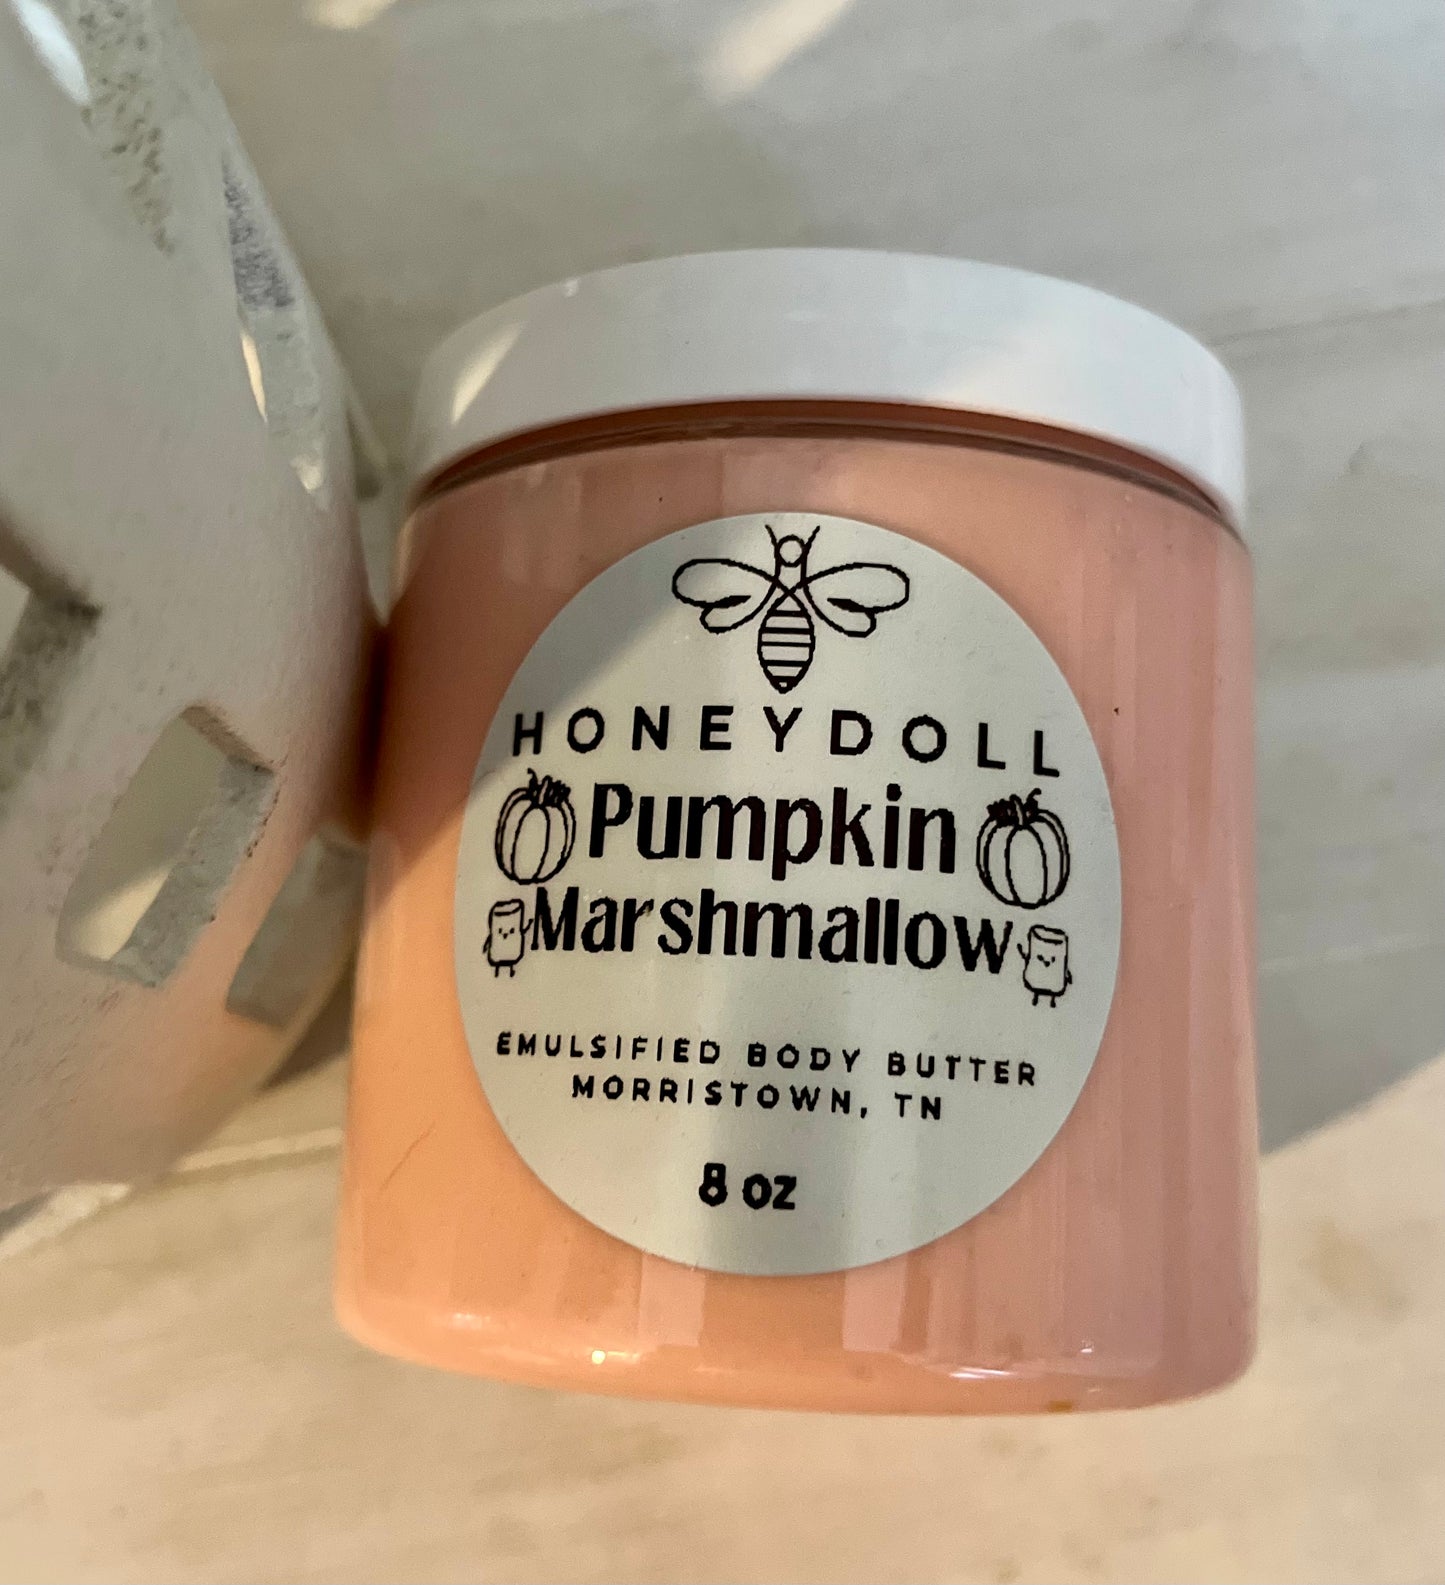 HONEYDOLL
Pumpkin
Marshmallow
EMULSIFIED BODY BUTTER
MORRISTOWN, TN
8 oz